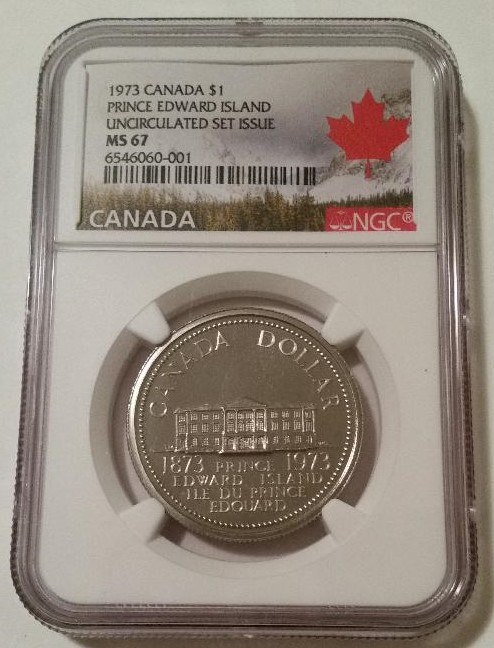 1973 CANADA $1
PRINCE EDWARD ISLAND
UNCIRCULATED SET ISSUE
MS 67
6546060-001
CANADA
NGC®
CANADA DOLLAR
1873 PRINCE 1973
EDWARD ISLAND
ILE DU PRINCE
EDOUARD